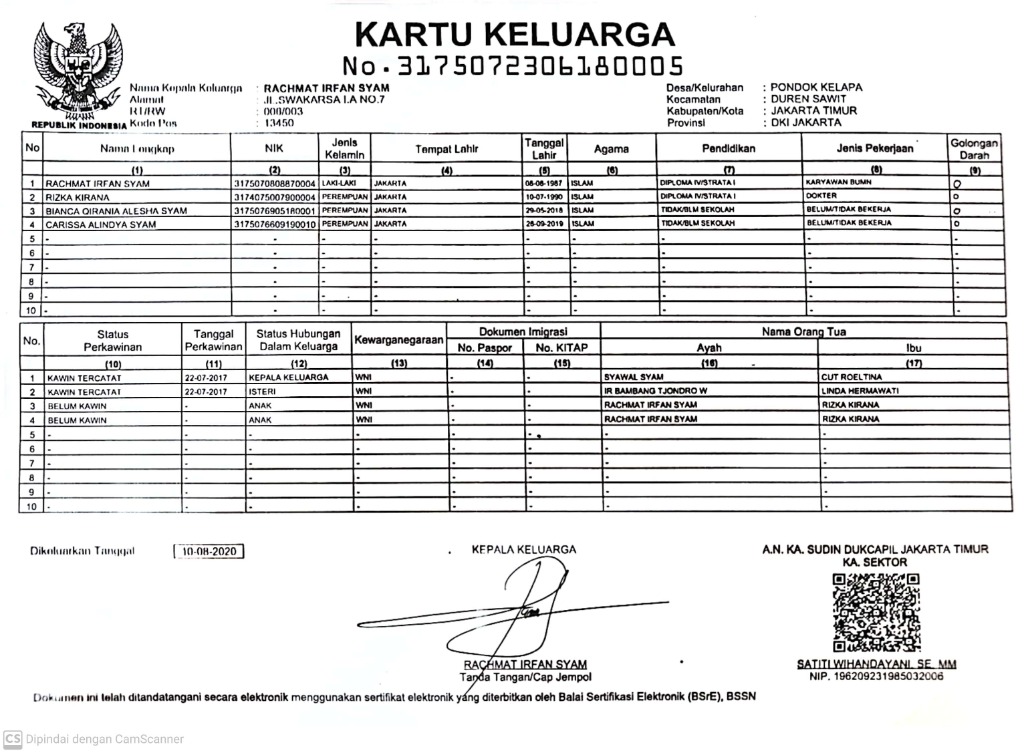 KARTU KELUARGA
No. 3175072306180005
REPUBLIK INDONESIA
Nama Kepala Keluarga : RACHMAT IRFAN SYAM
Alamat : JL.SWAKARSA I.A NO.7
RT/RW : 000/003
Kode Pos : 13450
Desa/Kelurahan : PONDOK KELAPA
Kecamatan : DUREN SAWIT
Kabupaten/Kota : JAKARTA TIMUR
Provinsi : DKI JAKARTA
No Nama Lengkap NIK Jenis Kelamin Tempat Lahir Tanggal Lahir Agama Pendidikan Jenis Pekerjaan Golongan Darah
(1) (2) (3) (4) (5) (6) (7) (8) (9)
1 RACHMAT IRFAN SYAM 3175070808870004 LAKI-LAKI JAKARTA 08-08-1987 ISLAM DIPLOMA IV/STRATA I KARYAWAN BUMN O
2 RIZKA KIRANA 3174075007900004 PEREMPUAN JAKARTA 10-07-1990 ISLAM DIPLOMA IV/STRATA I DOKTER O
3 BIANCA QIRANIA ALESHA SYAM 3175076905180001 PEREMPUAN JAKARTA 29-05-2018 ISLAM TIDAK/BLM SEKOLAH BELUM/TIDAK BEKERJA O
4 CARISSA ALINDYA SYAM 3175076609190010 PEREMPUAN JAKARTA 26-09-2019 ISLAM TIDAK/BLM SEKOLAH BELUM/TIDAK BEKERJA O
5 - - - - - - - - -
6 - - - - - - - - -
7 - - - - - - - - -
8 - - - - - - - - -
9 - - - - - - - - -
10 - - - - - - - - -
No. Status Perkawinan Tanggal Perkawinan Status Hubungan Dalam Keluarga Kewarganegaraan Dokumen Imigrasi Nama Orang Tua
No. Paspor No. KITAP Ayah Ibu
(10) (11) (12) (13) (14) (15) (16) (17)
1 KAWIN TERCATAT 22-07-2017 KEPALA KELUARGA WNI - - SYAWAL SYAM CUT ROELTINA
2 KAWIN TERCATAT 22-07-2017 ISTERI WNI - - IR BAMBANG TJONDRO W LINDA HERMAWATI
3 BELUM KAWIN - ANAK WNI - - RACHMAT IRFAN SYAM RIZKA KIRANA
4 BELUM KAWIN - ANAK WNI - - RACHMAT IRFAN SYAM RIZKA KIRANA
5 - - - - - - - -
6 - - - - - - - -
7 - - - - - - - -
8 - - - - - - - -
9 - - - - - - - -
10 - - - - - - - -
Dikeluarkan Tanggal 10-08-2020
KEPALA KELUARGA
RACHMAT IRFAN SYAM
Tanda Tangan/Cap Jempol
A.N. KA. SUDIN DUKCAPIL JAKARTA TIMUR
KA. SEKTOR
SATITI WIHANDAYANI, SE, MM
NIP. 196209231985032006
Dokumen ini telah ditandatangani secara elektronik menggunakan sertifikat elektronik yang diterbitkan oleh Balai Sertifikasi Elektronik (BSrE), BSSN
CS Dipindai dengan CamScanner